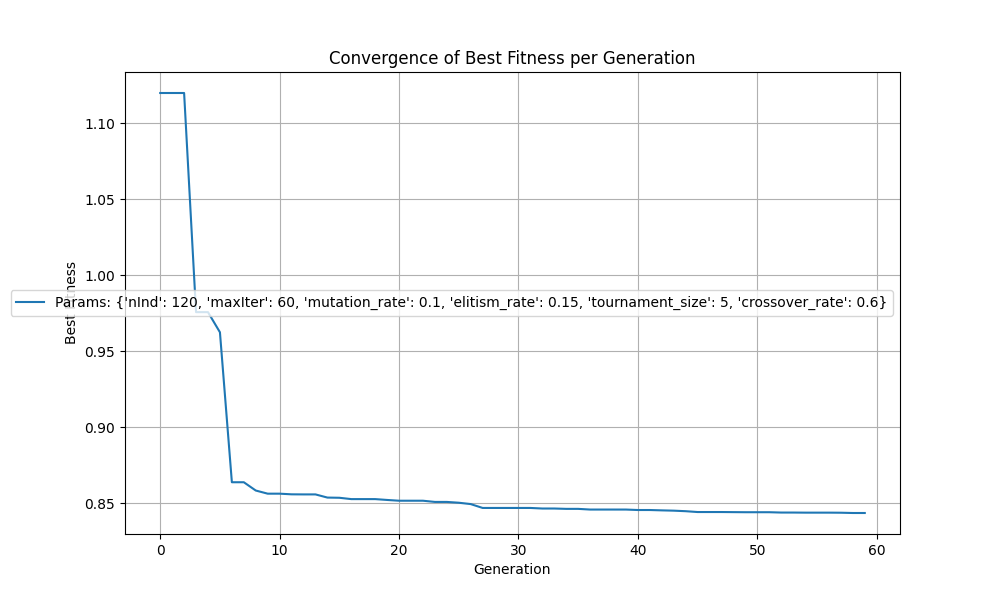 Convergence of Best Fitness per Generation
1.10
1.05
1.00
0.95
0.90
0.85
Best Fitness
Params: {'nInd': 120, 'maxIter': 60, 'mutation_rate': 0.1, 'elitism_rate': 0.15, 'tournament_size': 5, 'crossover_rate': 0.6}
0 10 20 30 40 50 60
Generation